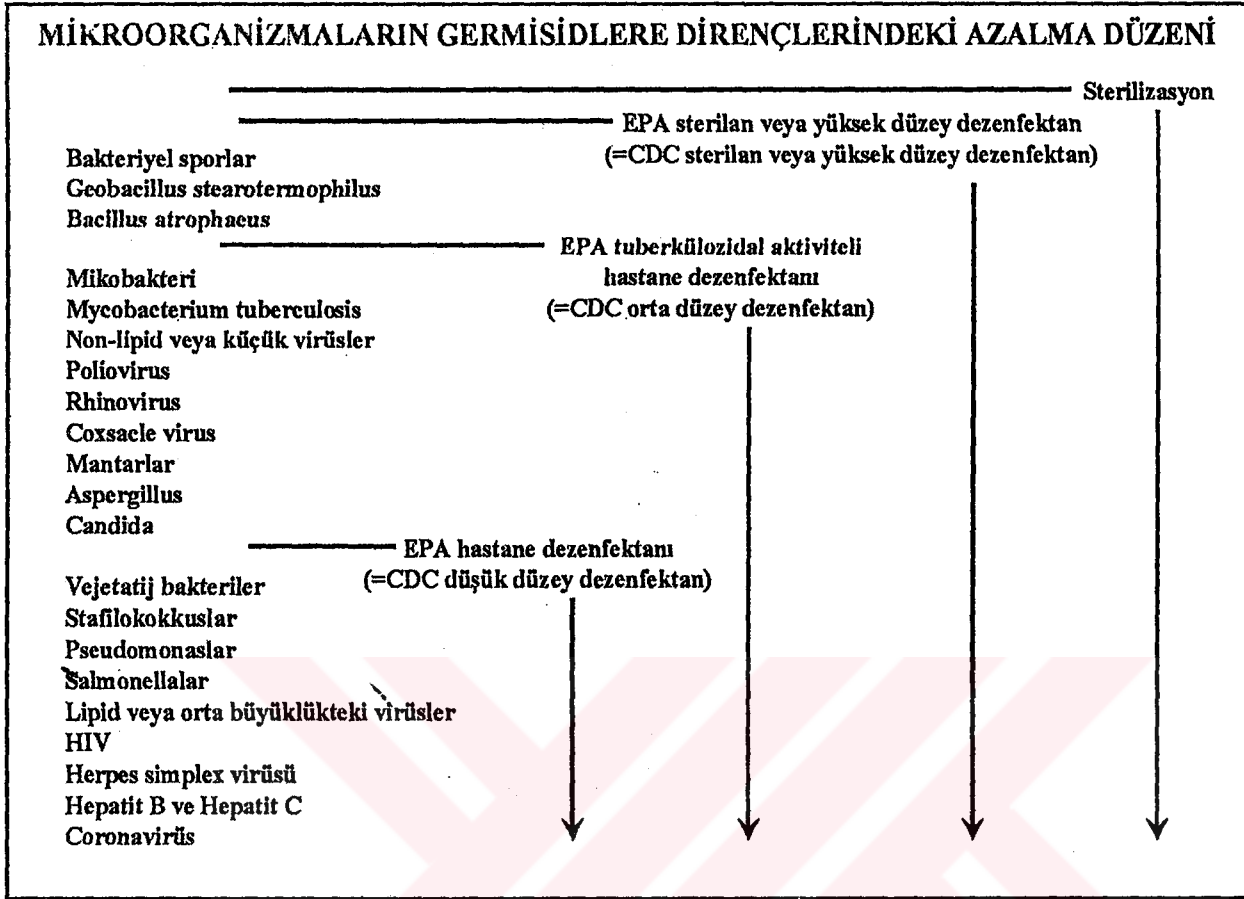 MİKROORGANİZMALARIN GERMİSİDLERE DİRENÇLERİNDEKİ AZALMA DÜZENİ
Sterilizasyon
EPA sterilan veya yüksek düzey dezenfektan
(=CDC sterilan veya yüksek düzey dezenfektan)
Bakteriyel sporlar
Geobacillus stearotermophilus
Bacillus atrophaeus
EPA tuberkülozidal aktiviteli
hastane dezenfektanı
(=CDC orta düzey dezenfektan)
Mikobakteri
Mycobacterium tuberculosis
Non-lipid veya küçük virüsler
Poliovirus
Rhinovirus
Coxsacle virus
Mantarlar
Aspergillus
Candida
EPA hastane dezenfektanı
(=CDC düşük düzey dezenfektan)
Vejetatij bakteriler
Stafilokokkuslar
Pseudomonaslar
Salmonellalar
Lipid veya orta büyüklükteki virüsler
HIV
Herpes simplex virüsü
Hepatit B ve Hepatit C
Coronavirüs